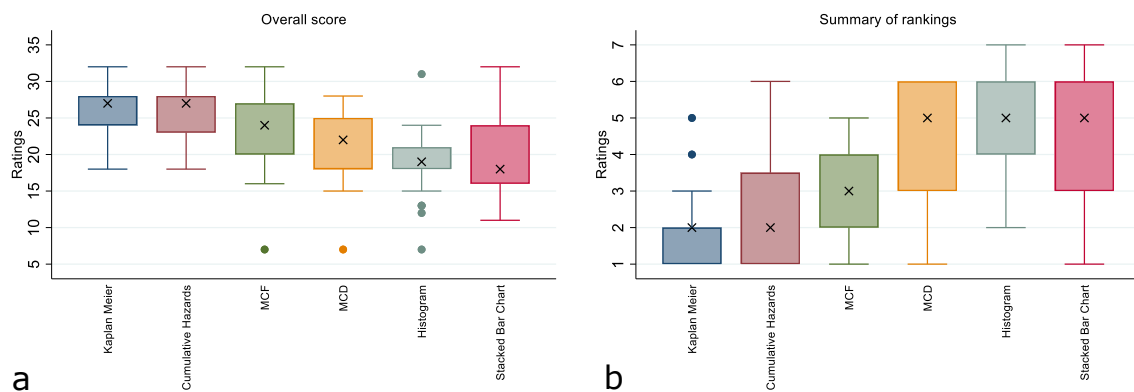 Overall score
Ratings
35
30
25
20
15
10
5
Kaplan Meier
Cumulative Hazards
MCF
MCD
Histogram
Stacked Bar Chart
a
Summary of rankings
Ratings
7
6
5
4
3
2
1
Kaplan Meier
Cumulative Hazards
MCF
MCD
Histogram
Stacked Bar Chart
b